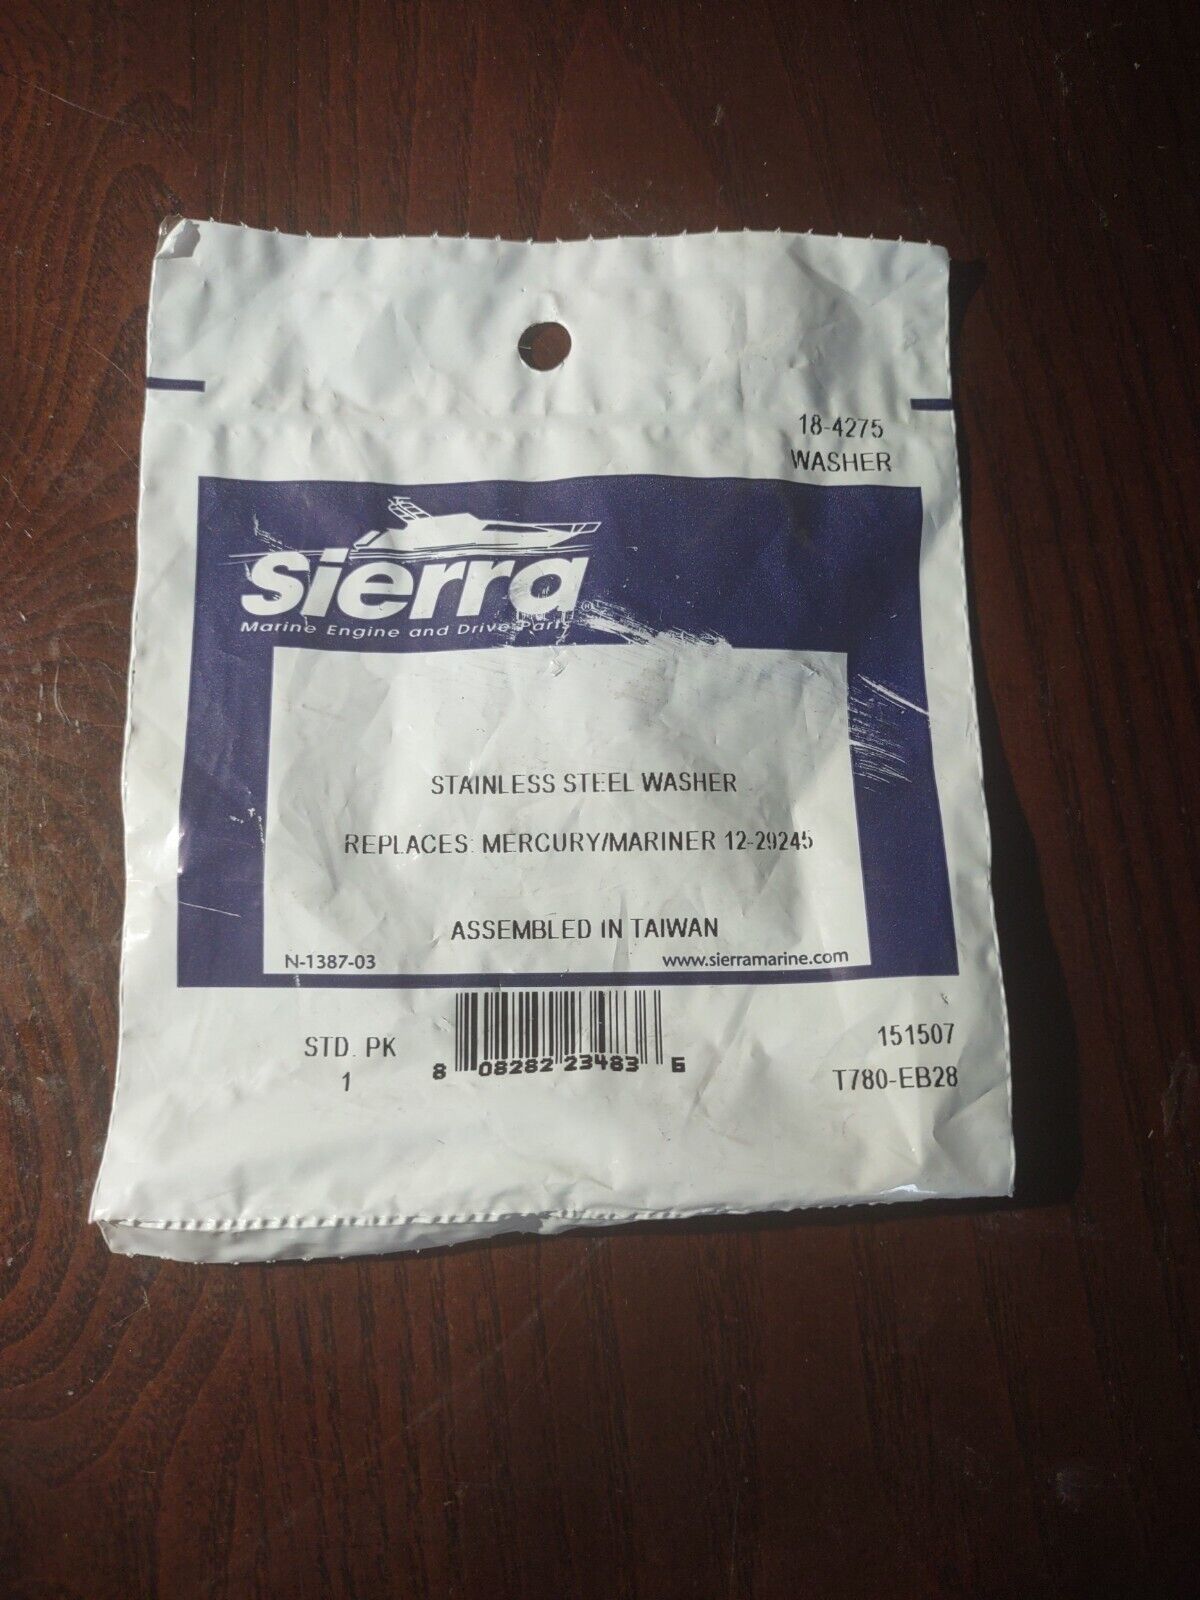 18-4275
WASHER
sierra®
Marine Engine and Drive Parts
STAINLESS STEEL WASHER
REPLACES: MERCURY/MARINER 12-29245
ASSEMBLED IN TAIWAN
N-1387-03 www.sierramarine.com
STD. PK
1
8 08282 23483 6
151507
T780-EB28